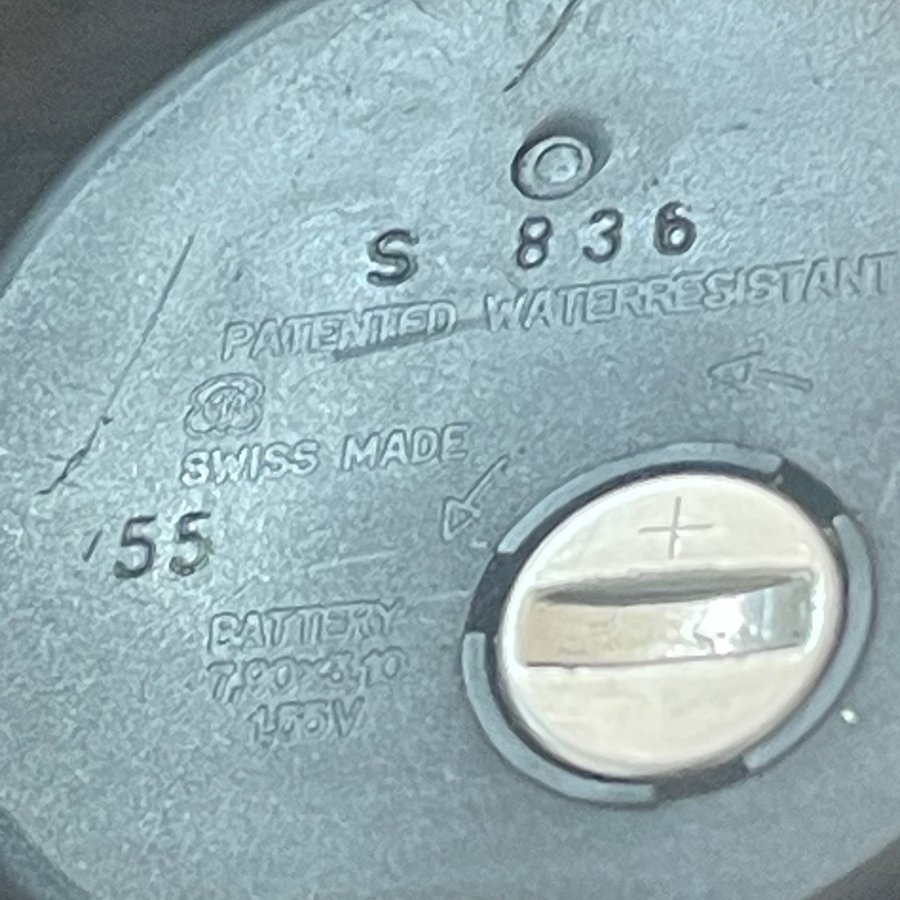 S 836
PATENTED WATERRESISTANT
SWISS MADE
55
BATTERY
7,90X3,10
1.55V
+